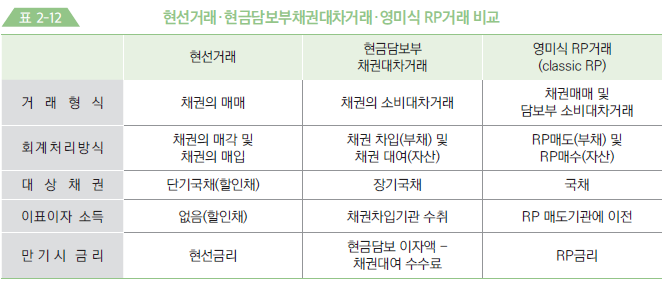 표 2-12
현선거래·현금담보부채권대차거래·영미식 RP거래 비교
현선거래
현금담보부
채권대차거래
영미식 RP거래
(classic RP)
거 래 형 식
채권의 매매
채권의 소비대차거래
채권매매 및
담보부 소비대차거래
회계처리방식
채권의 매각 및
채권의 매입
채권 차입(부채) 및
채권 대여(자산)
RP매도(부채) 및
RP매수(자산)
대 상 채 권
단기국채(할인채)
장기국채
국채
이표이자 소득
없음(할인채)
채권차입기관 수취
RP 매도기관에 이전
만 기 시 금 리
현선금리
현금담보 이자액 –
채권대여 수수료
RP금리